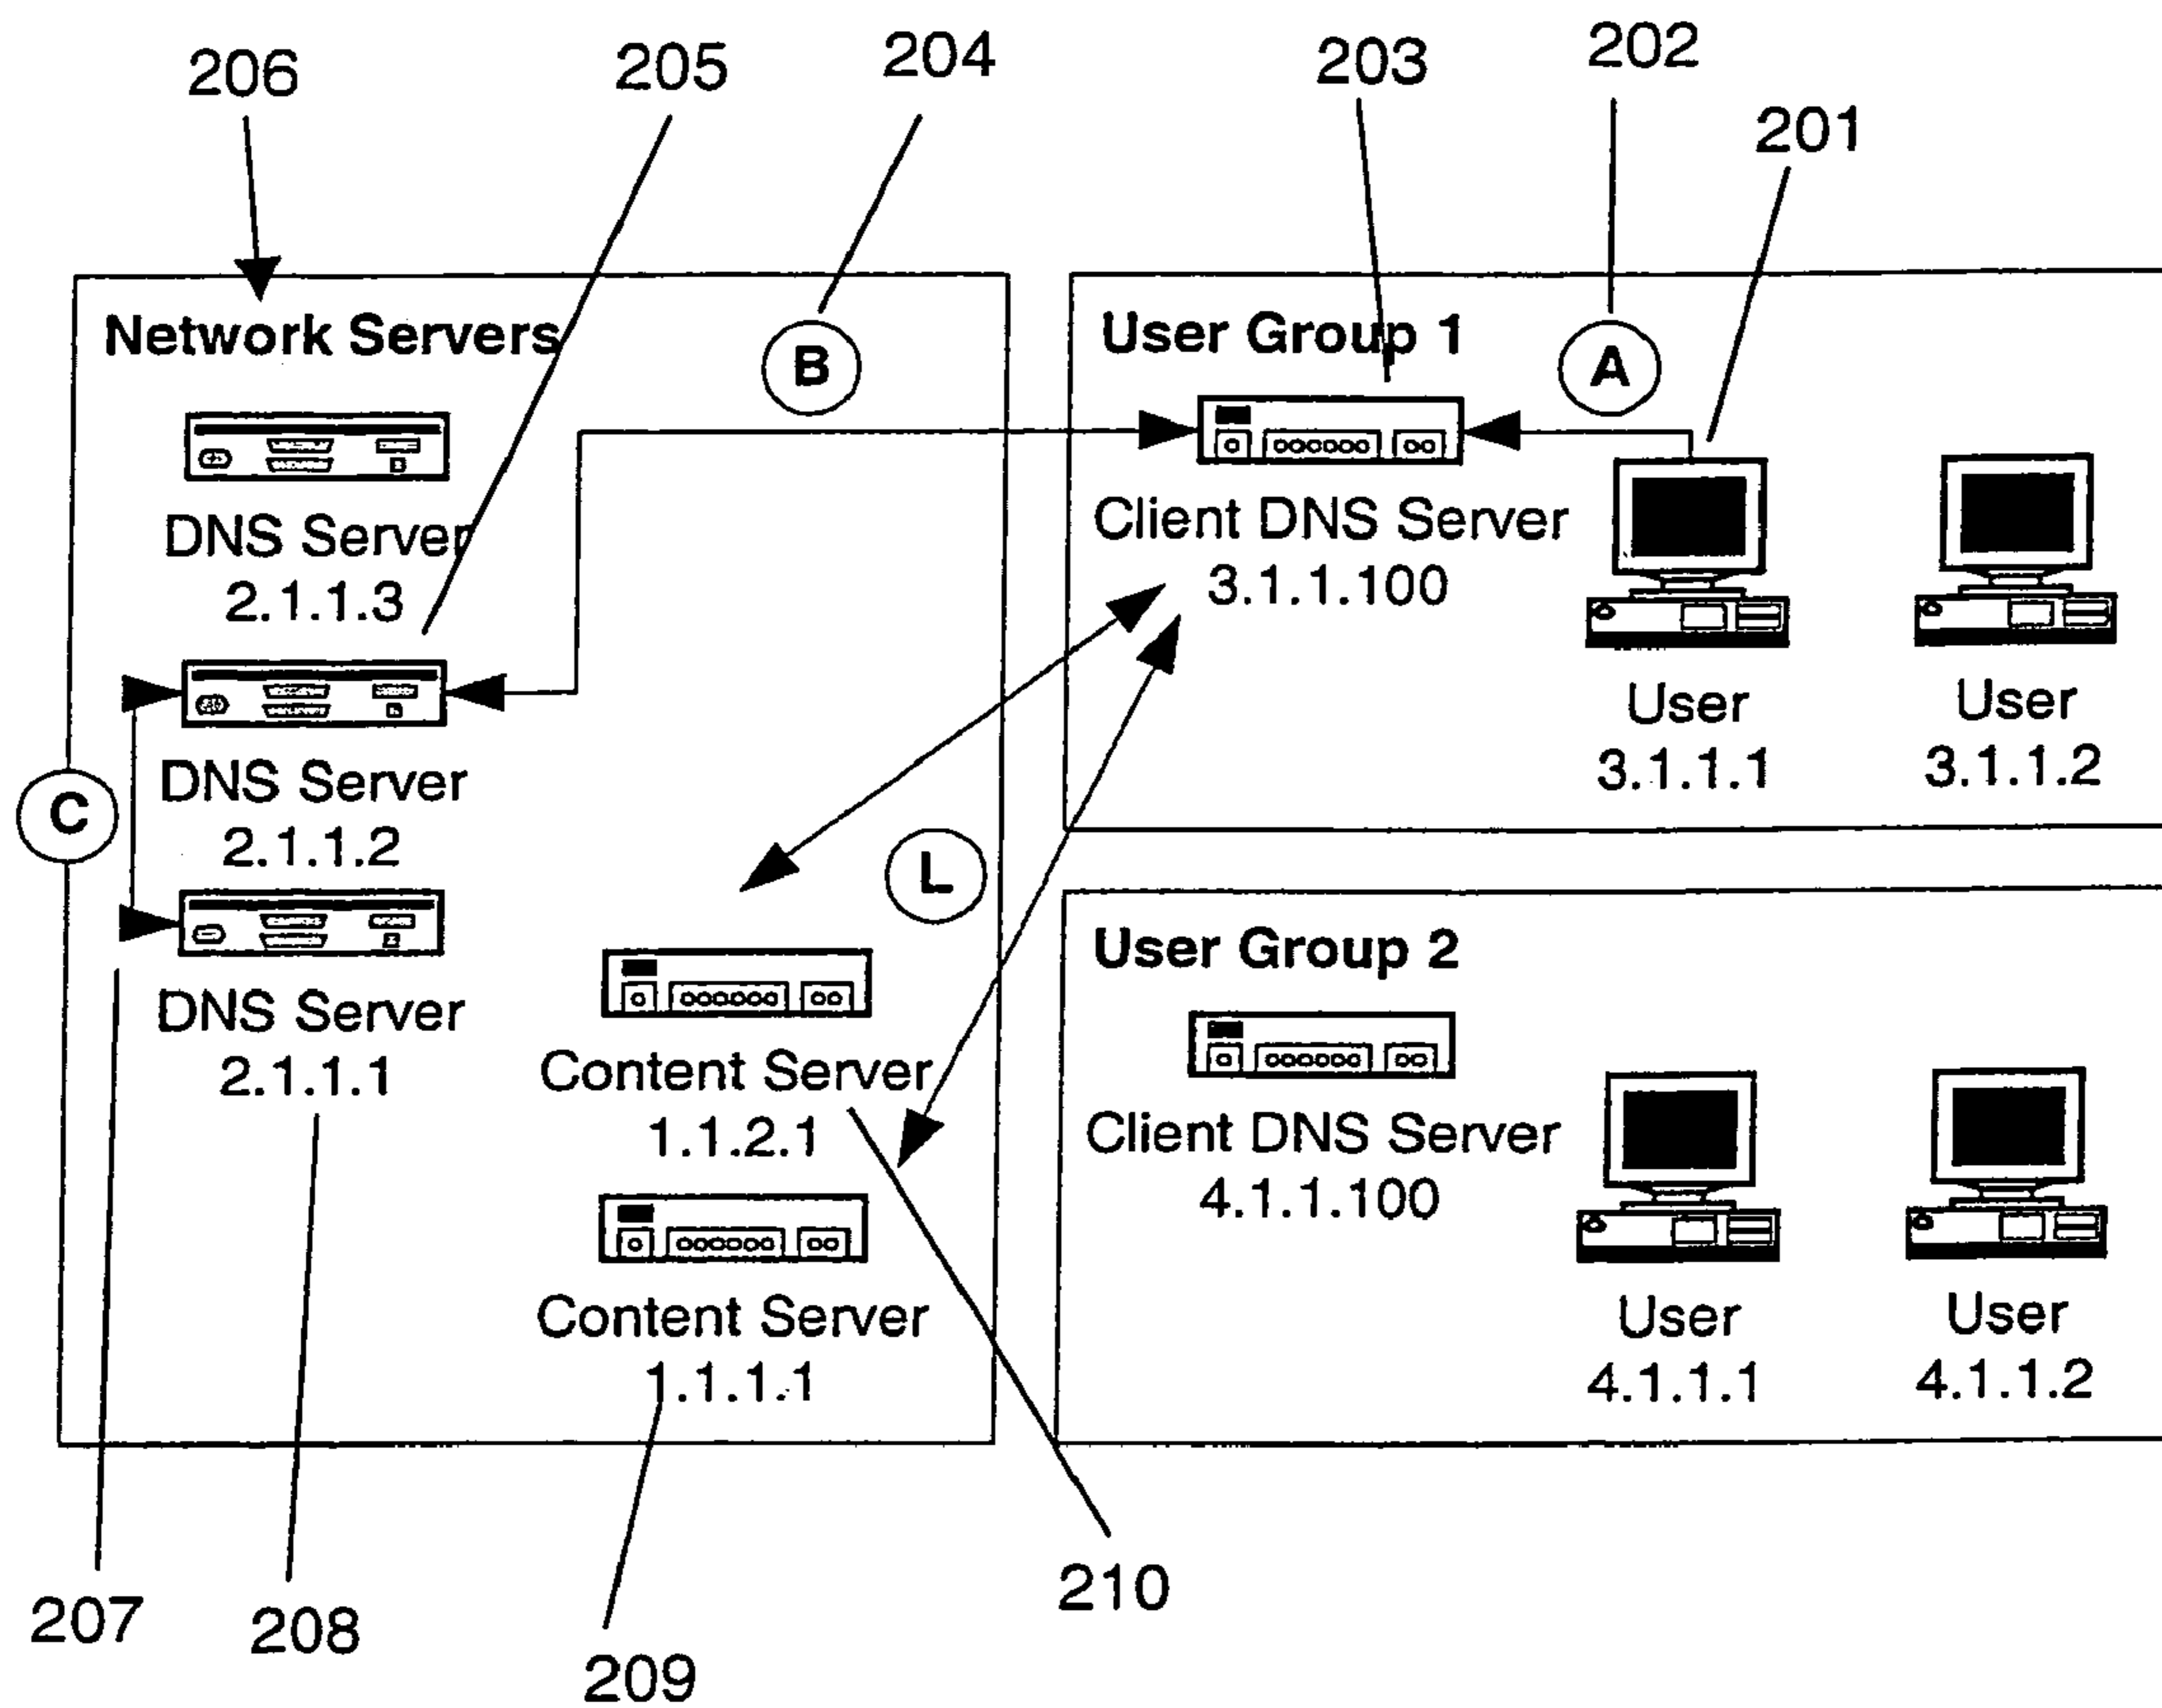 206
205
204
203
202
201
Network Servers
B
DNS Server
2.1.1.3
DNS Server
2.1.1.2
C
DNS Server
2.1.1.1
L
Content Server
1.1.2.1
Content Server
1.1.1.1
User Group 1
A
Client DNS Server
3.1.1.100
User
3.1.1.1
User
3.1.1.2
User Group 2
Client DNS Server
4.1.1.100
User
4.1.1.1
User
4.1.1.2
207
208
209
210